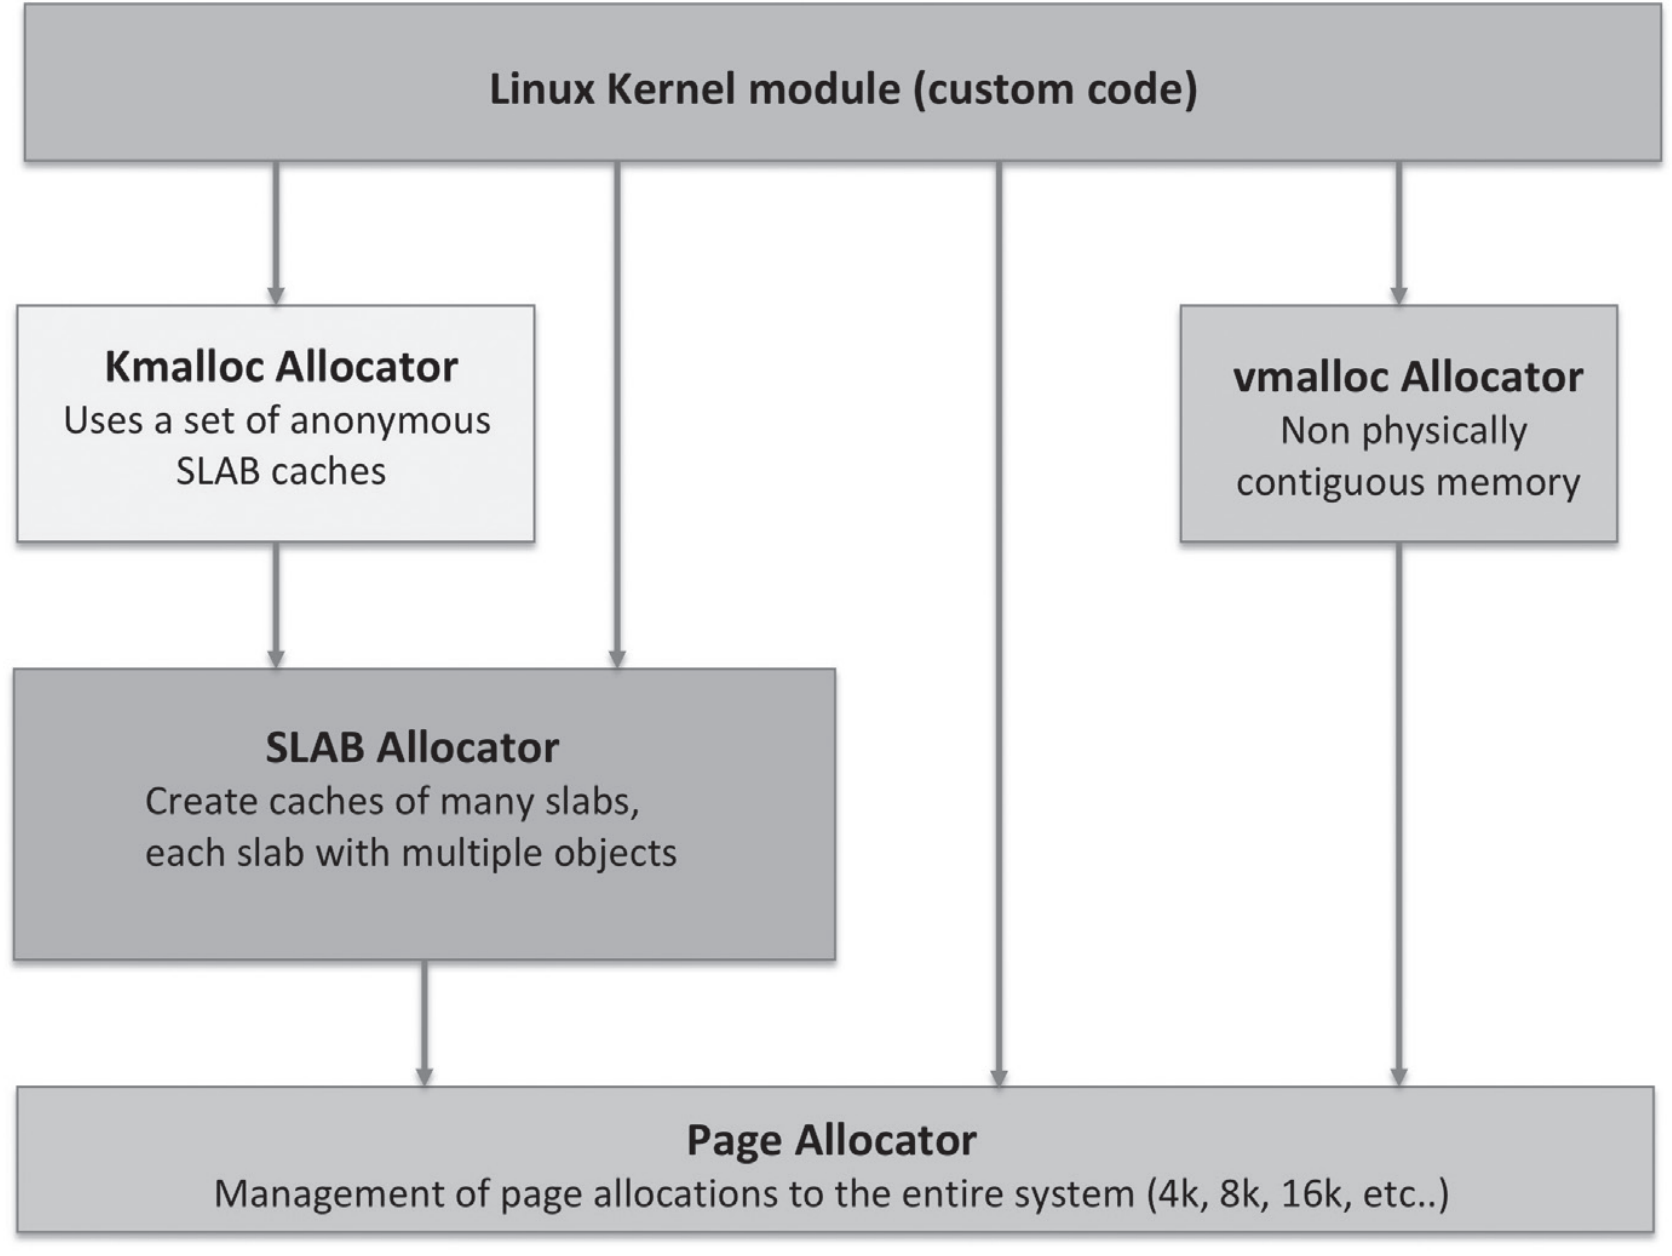 Linux Kernel module (custom code)
Kmalloc Allocator
Uses a set of anonymous
SLAB caches
vmalloc Allocator
Non physically
contiguous memory
SLAB Allocator
Create caches of many slabs,
each slab with multiple objects
Page Allocator
Management of page allocations to the entire system (4k, 8k, 16k, etc..)